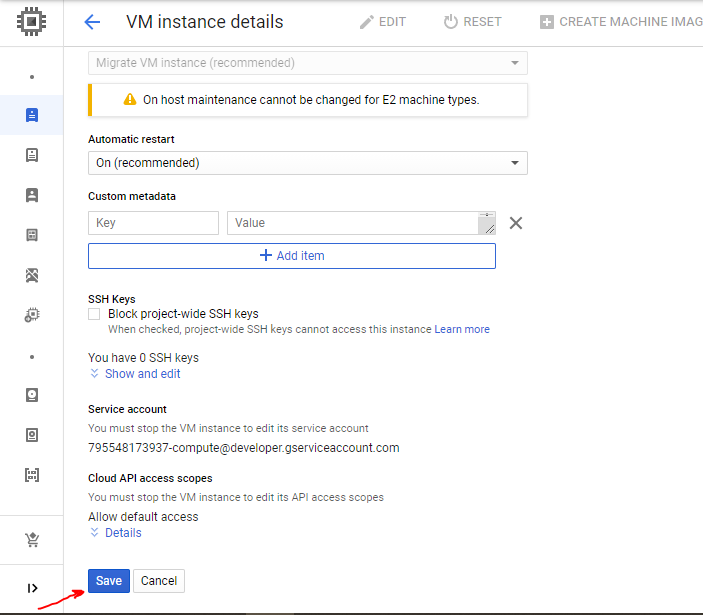 VM instance details
EDIT
RESET
CREATE MACHINE IMAG
Migrate VM instance (recommended)
On host maintenance cannot be changed for E2 machine types.
Automatic restart
On (recommended)
Custom metadata
Key
Value
Add item
SSH Keys
Block project-wide SSH keys
When checked, project-wide SSH keys cannot access this instance Learn more
You have 0 SSH keys
Show and edit
Service account
You must stop the VM instance to edit its service account
795548173937-compute@developer.gserviceaccount.com
Cloud API access scopes
You must stop the VM instance to edit its API access scopes
Allow default access
Details
Save
Cancel